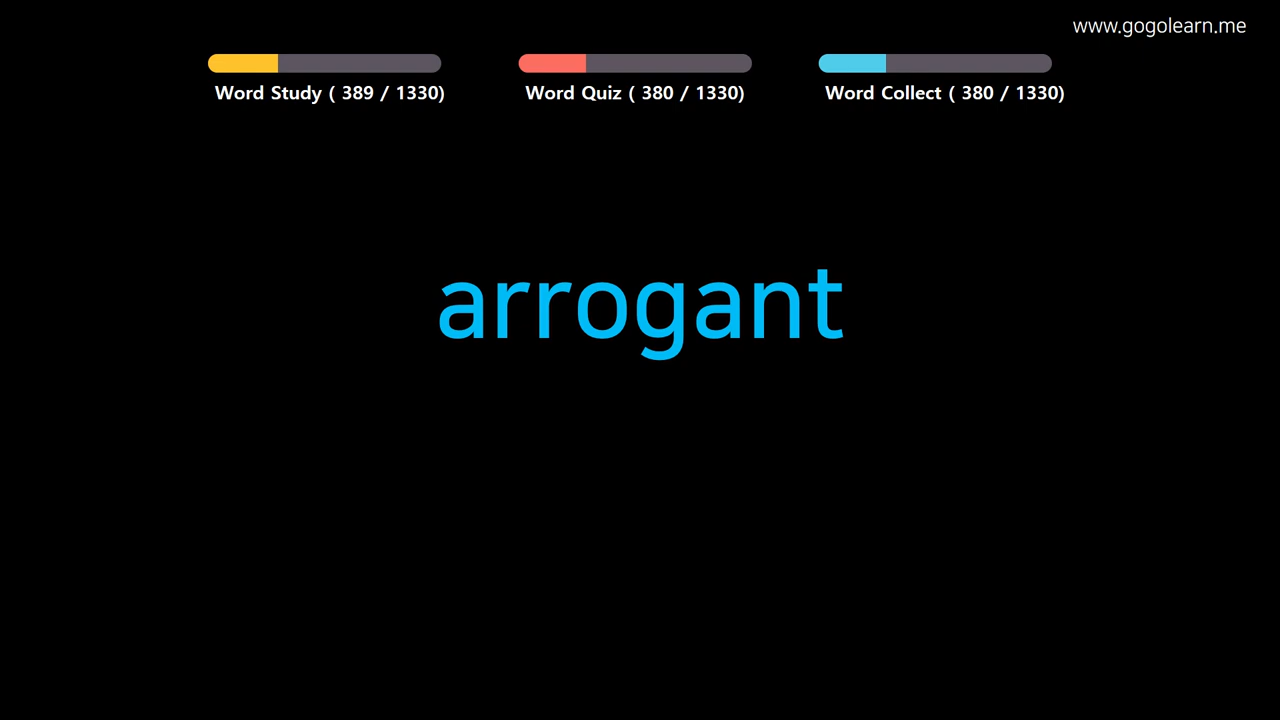 www.gogolearn.me
Word Study ( 389 / 1330)
Word Quiz ( 380 / 1330)
Word Collect ( 380 / 1330)
arrogant